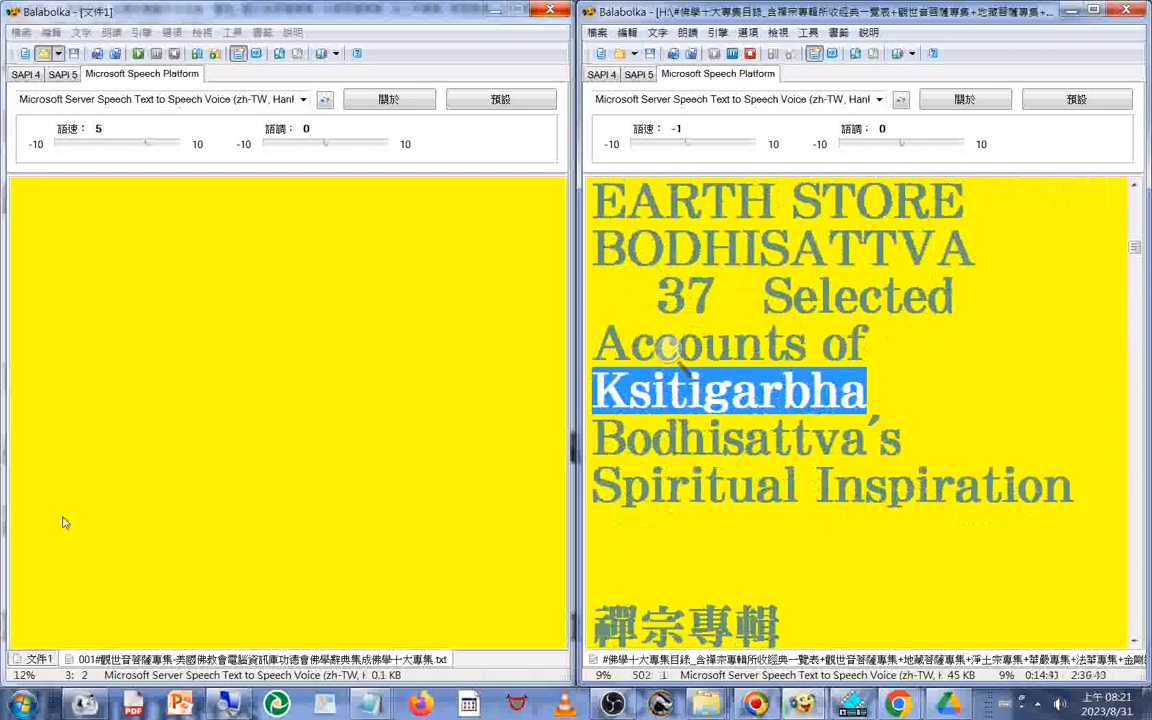 Balabolka - [文件1]
檔案 編輯 文字 朗讀 引擎 選項 檢視 工具 書籤 說明
SAPI 4 SAPI 5 Microsoft Speech Platform
Microsoft Server Speech Text to Speech Voice (zh-TW, Hanl
關於
預設
語速： 5
語調： 0
-10 10 -10 10
文件1
001#觀世音菩薩專集-美國佛教會電腦資訊庫功德會佛學辭典集成佛學十大專集.txt
12% 3: 2 Microsoft Server Speech Text to Speech Voice (zh-TW, H 0.1 KB
Balabolka - [H:\#佛學十大專集目錄_含禪宗專輯所收經典一覽表+觀世音菩薩專集+地藏菩薩專集+...
檔案 編輯 文字 朗讀 引擎 選項 檢視 工具 書籤 說明
SAPI 4 SAPI 5 Microsoft Speech Platform
Microsoft Server Speech Text to Speech Voice (zh-TW, Hanl
關於
預設
語速： -1
語調： 0
-10 10 -10 10
EARTH STORE
BODHISATTVA
37 Selected
Accounts of
Ksitigarbha
Bodhisattva's
Spiritual Inspiration
禪宗專輯
#佛學十大專集目錄_含禪宗專輯所收經典一覽表+觀世音菩薩專集+地藏菩薩專集+淨土宗專集+華嚴專集+法華專集+金剛
9% 502: Microsoft Server Speech Text to Speech Voice (zh-TW, H 45 KB 9%
上午 08:21
2023/8/31